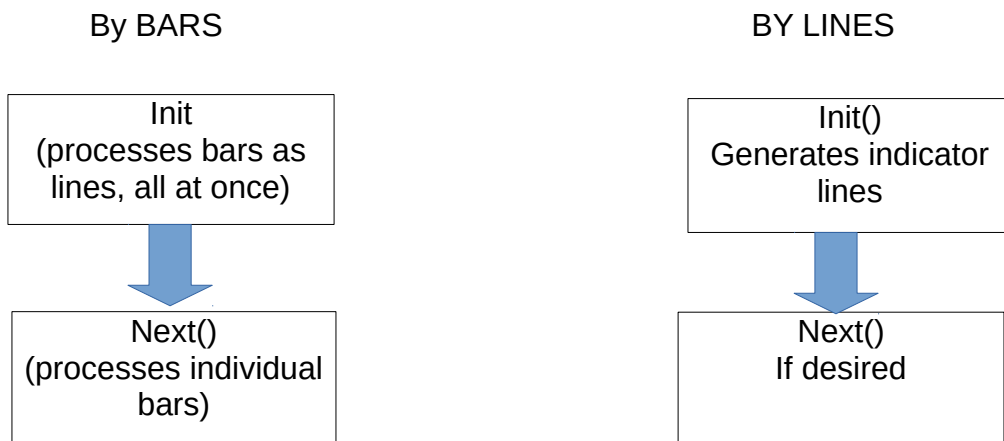 By BARS
BY LINES
Init
(processes bars as
lines, all at once)
Init()
Generates indicator
lines
Next()
(processes individual
bars)
Next()
If desired